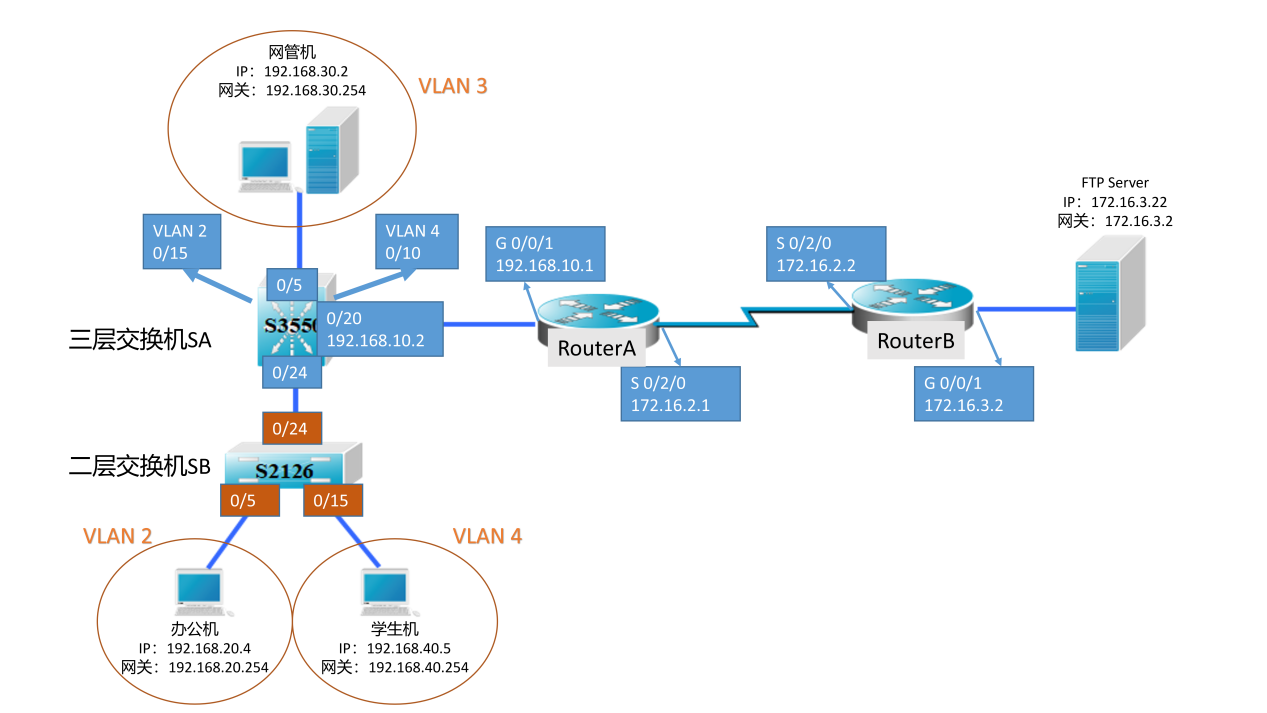 网管机
IP：192.168.30.2
网关：192.168.30.254
VLAN 3
FTP Server
IP：172.16.3.22
网关：172.16.3.2
VLAN 2
0/15
VLAN 4
0/10
G 0/0/1
192.168.10.1
S 0/2/0
172.16.2.2
0/5
S3550
0/20
192.168.10.2
三层交换机SA
RouterA
RouterB
0/24
S 0/2/0
172.16.2.1
G 0/0/1
172.16.3.2
0/24
二层交换机SB
S2126
0/5
0/15
VLAN 2
VLAN 4
办公机
IP：192.168.20.4
网关：192.168.20.254
学生机
IP：192.168.40.5
网关：192.168.40.254